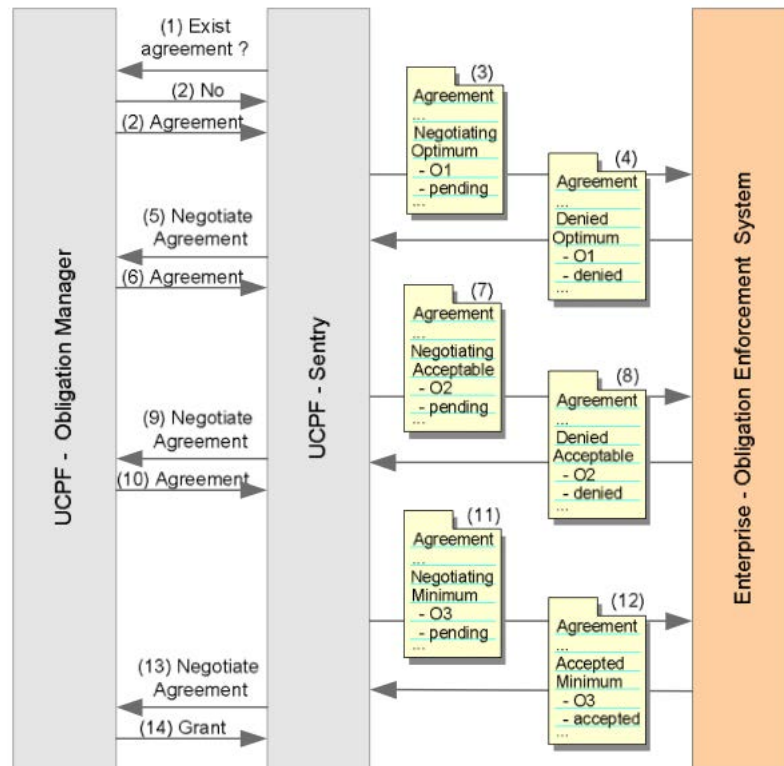 (1) Exist
agreement ?
(2) No
(2) Agreement
(3)
Agreement
...
Negotiating
Optimum
- O1
- pending
...
(4)
Agreement
...
Denied
Optimum
- O1
- denied
...
(5) Negotiate
Agreement
(6) Agreement
(7)
Agreement
...
Negotiating
Acceptable
- O2
- pending
...
(8)
Agreement
...
Denied
Acceptable
- O2
- denied
...
(9) Negotiate
Agreement
(10) Agreement
(11)
Agreement
...
Negotiating
Minimum
- O3
- pending
...
(12)
Agreement
...
Accepted
Minimum
- O3
- accepted
...
(13) Negotiate
Agreement
(14) Grant
UCPF - Obligation Manager
UCPF - Sentry
Enterprise - Obligation Enforcement System